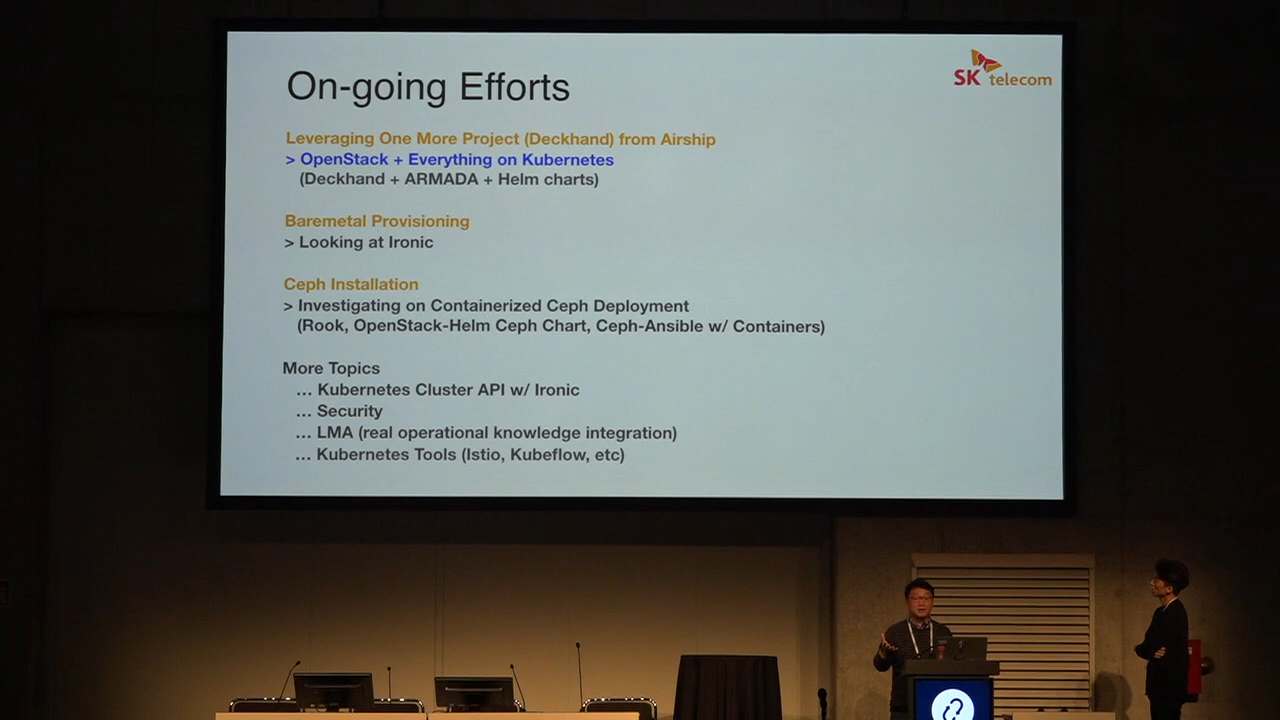 On-going Efforts
SK telecom
Leveraging One More Project (Deckhand) from Airship
> OpenStack + Everything on Kubernetes
(Deckhand + ARMADA + Helm charts)
Baremetal Provisioning
> Looking at Ironic
Ceph Installation
> Investigating on Containerized Ceph Deployment
(Rook, OpenStack-Helm Ceph Chart, Ceph-Ansible w/ Containers)
More Topics
... Kubernetes Cluster API w/ Ironic
... Security
... LMA (real operational knowledge integration)
... Kubernetes Tools (Istio, Kubeflow, etc)